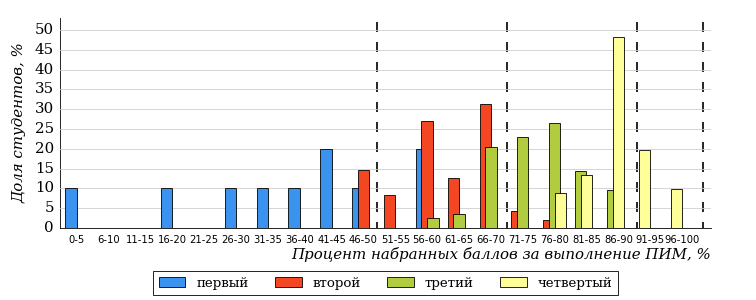 Доля студентов, %
50
45
40
35
30
25
20
15
10
5
0
0-5 6-10 11-15 16-20 21-25 26-30 31-35 36-40 41-45 46-50 51-55 56-60 61-65 66-70 71-75 76-80 81-85 86-90 91-95 96-100
Процент набранных баллов за выполнение ПИМ, %
первый второй третий четвертый